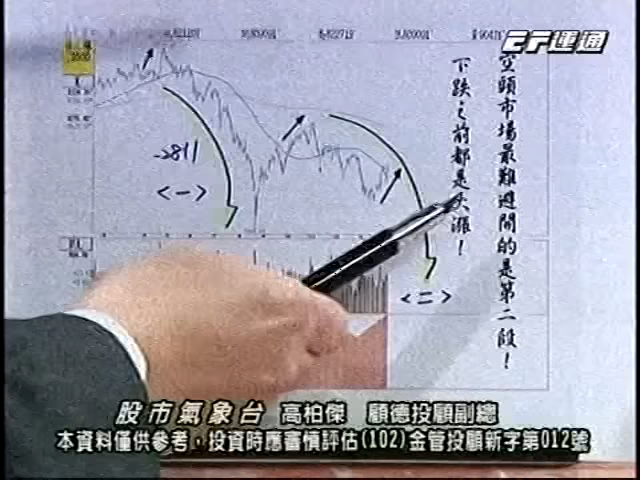 ET運通
空頭市場最難避開的是第二段！
下跌之前都是大漲！
-2811
<一>
<二>
股市氣象台 高柏傑 顧德投顧副總
本資料僅供參考，投資時應審慎評估(102)金管投顧新字第012號